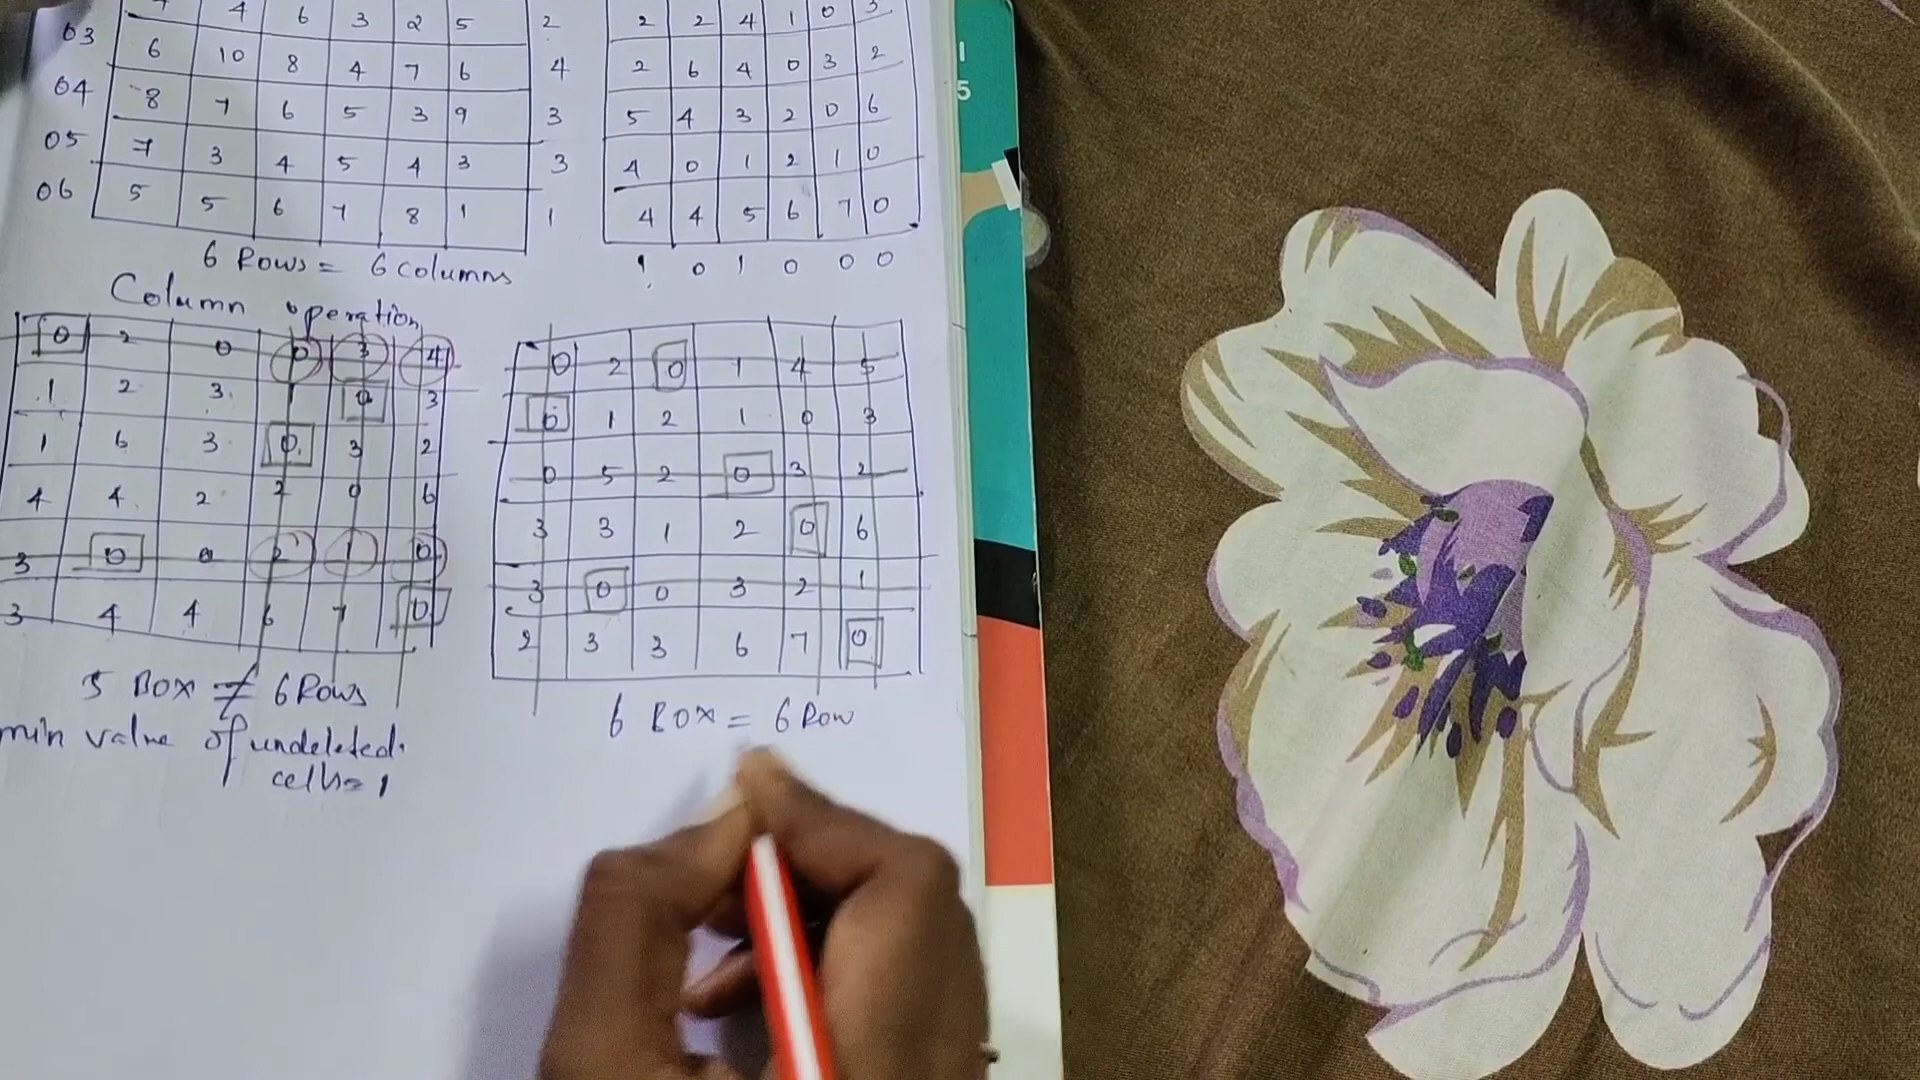 4 6 3 2 5 2
03 6 10 8 4 7 6 4
04 8 7 6 5 3 9 3
05 7 3 4 5 4 3 3
06 5 5 6 7 8 1 1
6 Rows = 6 Columns
2 2 4 1 0 3
2 6 4 0 3 2
5 4 3 2 0 6
4 0 1 2 1 0
4 4 5 6 7 0
1 0 1 0 0 0
Column operation
0 2 0 0 3 4
1 2 3 1 0 3
1 6 3 0 3 2
4 4 2 2 0 6
3 0 0 2 1 0
3 4 4 6 7 0
5 Box ≠ 6 Rows
min value of undeleted
cells = 1
0 2 0 1 4 5
0 1 2 1 0 3
0 5 2 0 3 2
3 3 1 2 0 6
3 0 0 3 2 1
2 3 3 6 7 0
6 Box = 6 Row
1
5